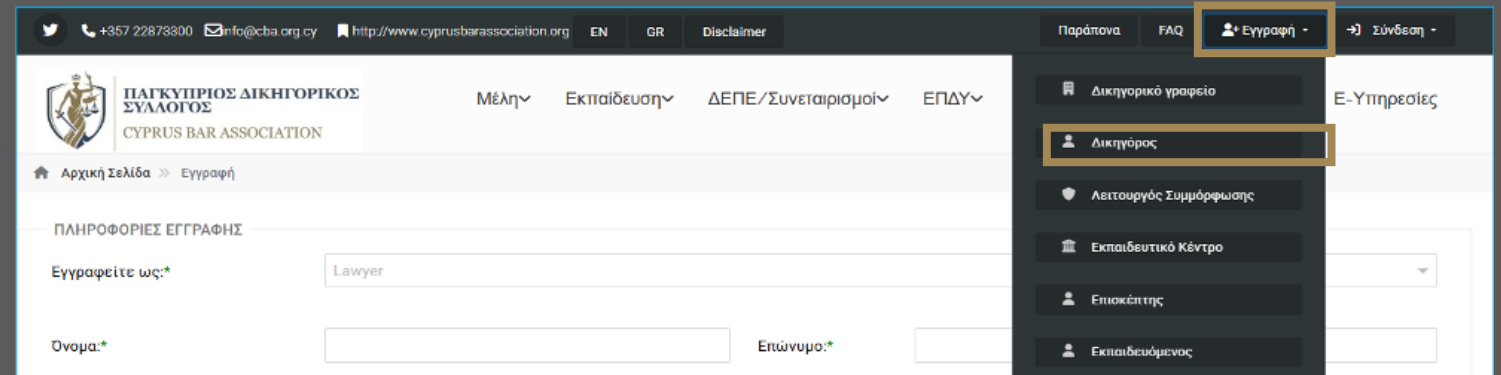 +357 22873300 info@cba.org.cy http://www.cyprusbarassociation.org EN GR Disclaimer Παράπονα FAQ Εγγραφή Σύνδεση
ΠΑΓΚΥΠΡΙΟΣ ΔΙΚΗΓΟΡΙΚΟΣ
ΣΥΛΛΟΓΟΣ
CYPRUS BAR ASSOCIATION
Μέλη Εκπαίδευση ΔΕΠΕ/Συνεταιρισμοί ΕΠΔΥ Ε-Υπηρεσίες
Δικηγορικό γραφείο
Δικηγόρος
Λειτουργός Συμμόρφωσης
Εκπαιδευτικό Κέντρο
Επισκέπτης
Εκπαιδευόμενος
Αρχική Σελίδα » Εγγραφή
ΠΛΗΡΟΦΟΡΙΕΣ ΕΓΓΡΑΦΗΣ
Εγγραφείτε ως:* Lawyer
Όνομα:* Επώνυμο:*